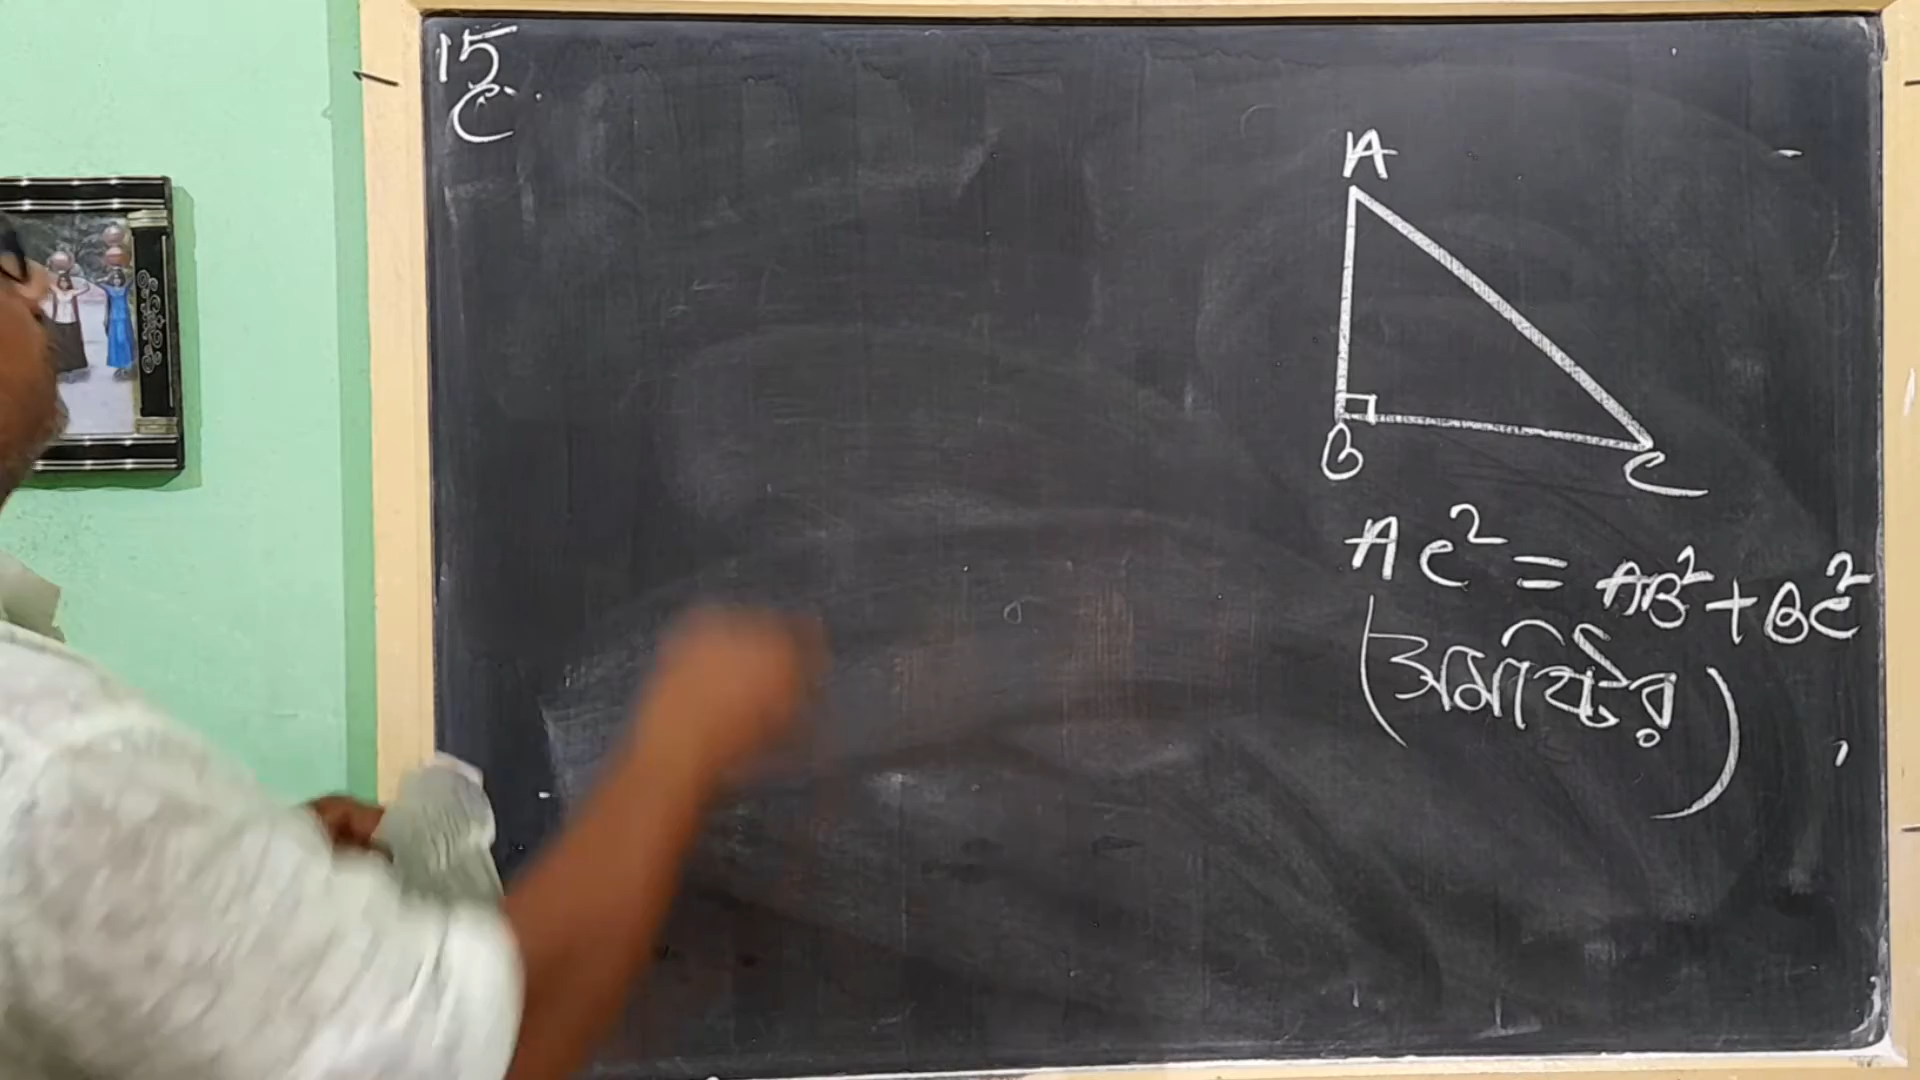 15
C.
A
B
C
AC² = AB² + BC²